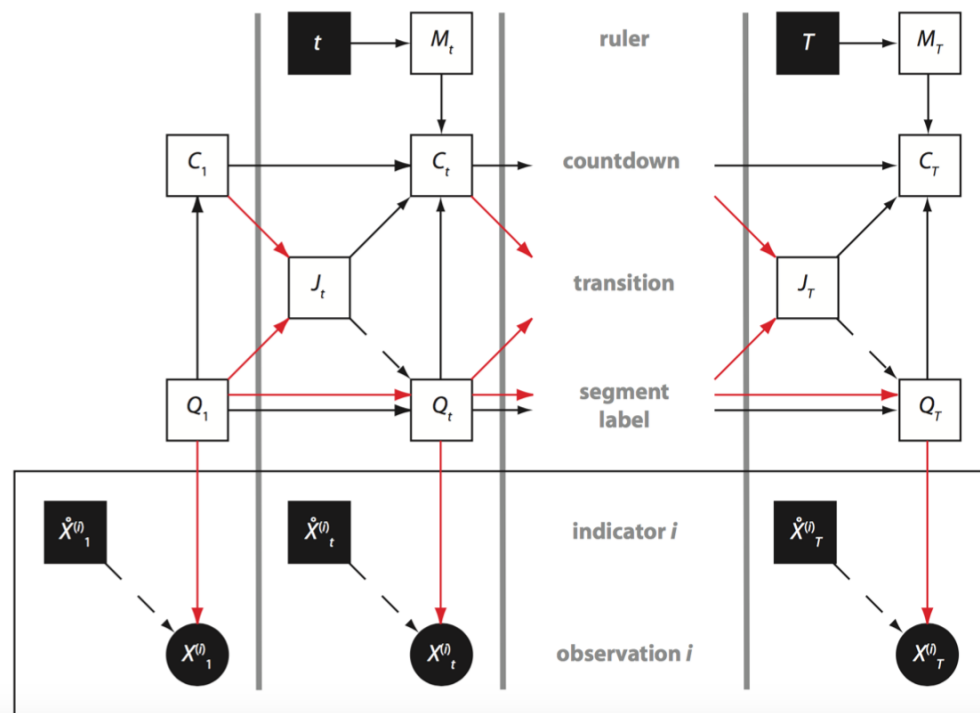 t M_t ruler T M_T
C_1 C_t countdown C_T
J_t transition J_T
Q_1 Q_t segment Q_T
label
X̊^(i)_1 X̊^(i)_t indicator i X̊^(i)_T
X^(i)_1 X^(i)_t observation i X^(i)_T